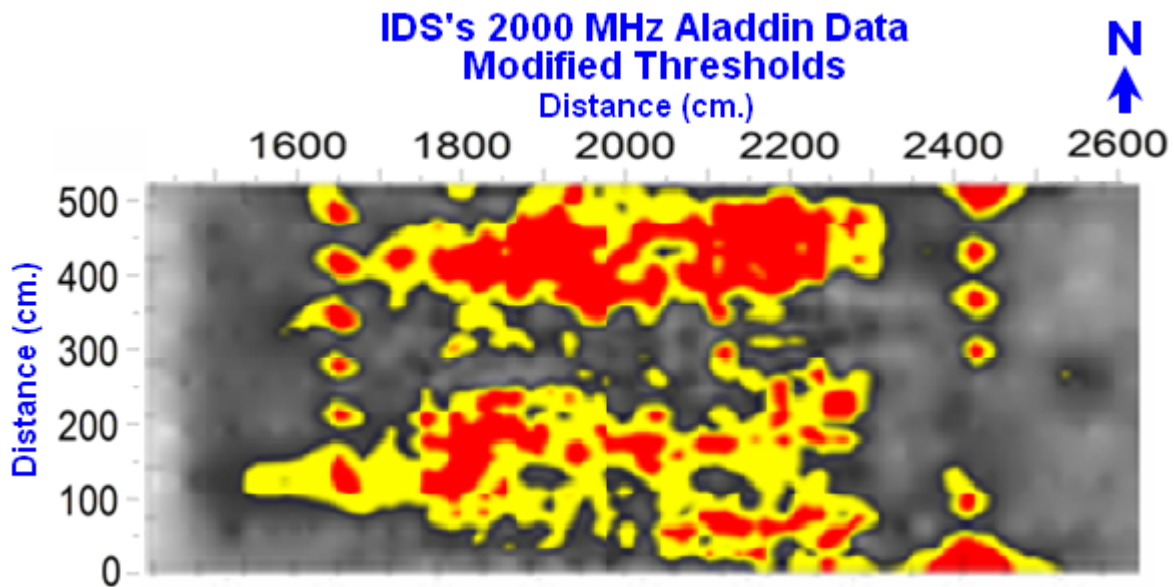 IDS's 2000 MHz Aladdin Data
Modified Thresholds
N
Distance (cm.)
1600 1800 2000 2200 2400 2600
500
400
300
200
100
0
Distance (cm.)